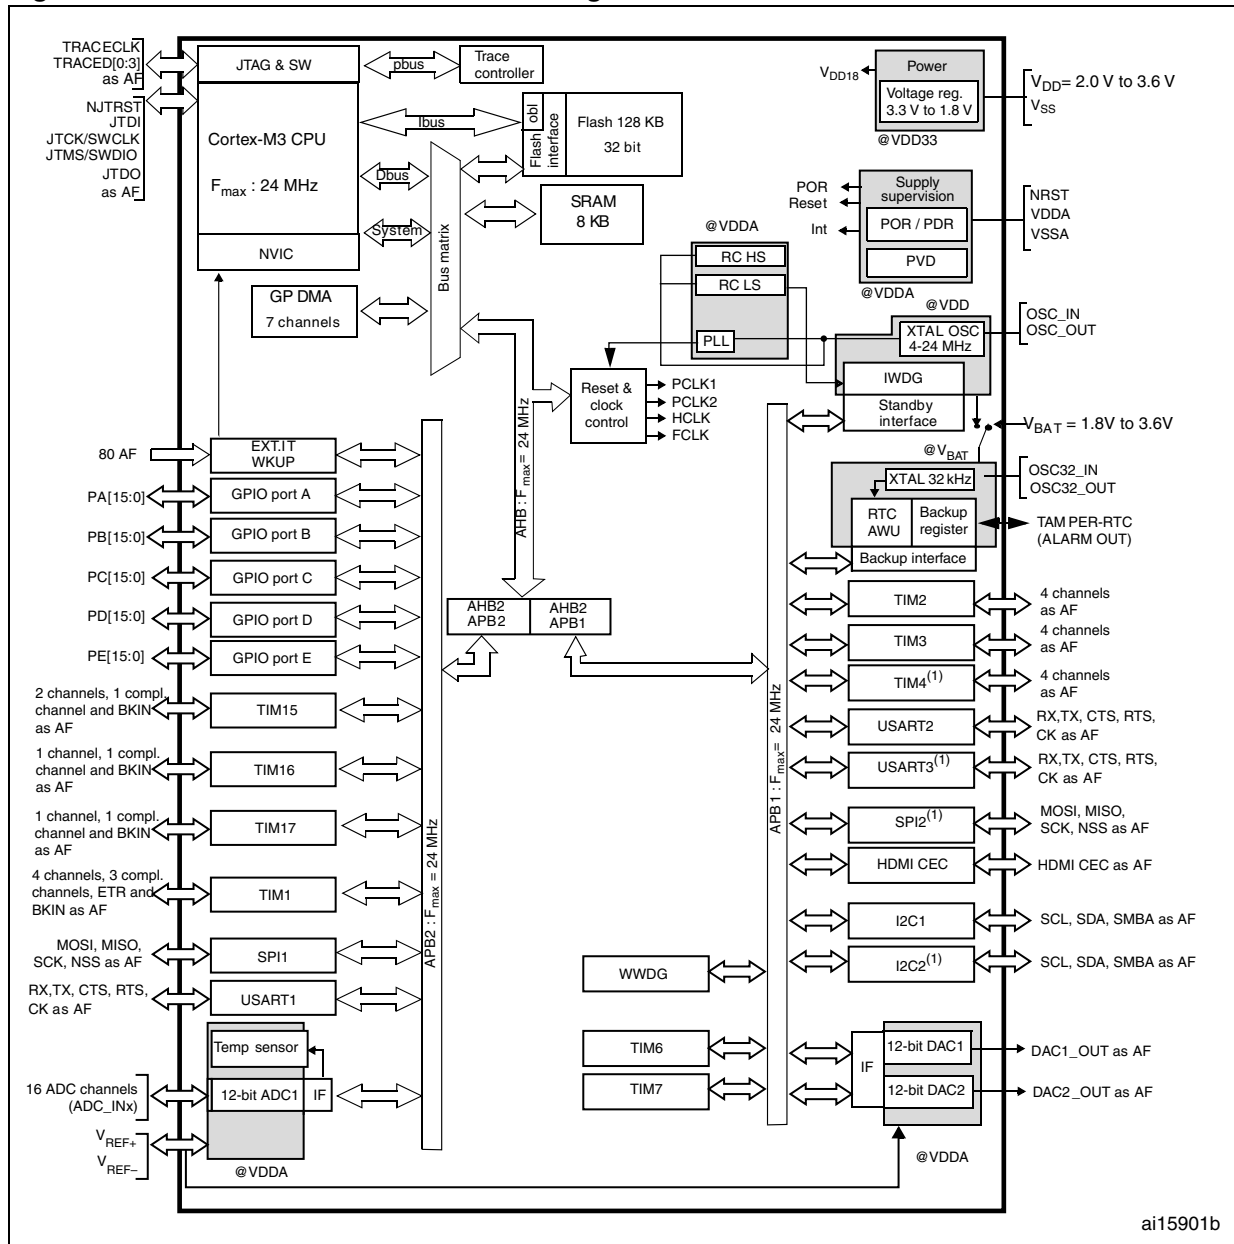 TRACECLK
TRACED[0:3]
as AF
NJTRST
JTDI
JTCK/SWCLK
JTMS/SWDIO
JTDO
as AF
JTAG & SW
pbus
Trace
controller
Cortex-M3 CPU
Fmax : 24 MHz
NVIC
Ibus
Dbus
System
Bus matrix
Flash obl
interface
Flash 128 KB
32 bit
SRAM
8 KB
GP DMA
7 channels
VDD18
Power
Voltage reg.
3.3 V to 1.8 V
@VDD33
VDD= 2.0 V to 3.6 V
VSS
POR
Reset
Int
Supply
supervision
POR / PDR
PVD
@VDDA
NRST
VDDA
VSSA
@VDDA
RC HS
RC LS
PLL
@VDD
XTAL OSC
4-24 MHz
IWDG
Standby
interface
OSC_IN
OSC_OUT
Reset &
clock
control
PCLK1
PCLK2
HCLK
FCLK
VBAT = 1.8V to 3.6V
@VBAT
XTAL 32 kHz
RTC
AWU
Backup
register
Backup interface
OSC32_IN
OSC32_OUT
TAMPER-RTC
(ALARM OUT)
AHB : Fmax= 24 MHz
AHB2
APB2
AHB2
APB1
80 AF
EXT.IT
WKUP
PA[15:0]
GPIO port A
PB[15:0]
GPIO port B
PC[15:0]
GPIO port C
PD[15:0]
GPIO port D
PE[15:0]
GPIO port E
2 channels, 1 compl.
channel and BKIN
as AF
TIM15
1 channel, 1 compl.
channel and BKIN
as AF
TIM16
1 channel, 1 compl.
channel and BKIN
as AF
TIM17
4 channels, 3 compl.
channels, ETR and
BKIN as AF
TIM1
MOSI, MISO,
SCK, NSS as AF
SPI1
RX,TX, CTS, RTS,
CK as AF
USART1
Temp sensor
16 ADC channels
(ADC_INx)
12-bit ADC1
IF
VREF+
VREF–
@VDDA
APB2 : Fmax = 24 MHz
APB1 : Fmax= 24 MHz
TIM2
4 channels
as AF
TIM3
4 channels
as AF
TIM4(1)
4 channels
as AF
USART2
RX,TX, CTS, RTS,
CK as AF
USART3(1)
RX,TX, CTS, RTS,
CK as AF
SPI2(1)
MOSI, MISO,
SCK, NSS as AF
HDMI CEC
HDMI CEC as AF
I2C1
SCL, SDA, SMBA as AF
I2C2(1)
SCL, SDA, SMBA as AF
WWDG
TIM6
TIM7
IF
12-bit DAC1
DAC1_OUT as AF
12-bit DAC2
DAC2_OUT as AF
@VDDA
ai15901b